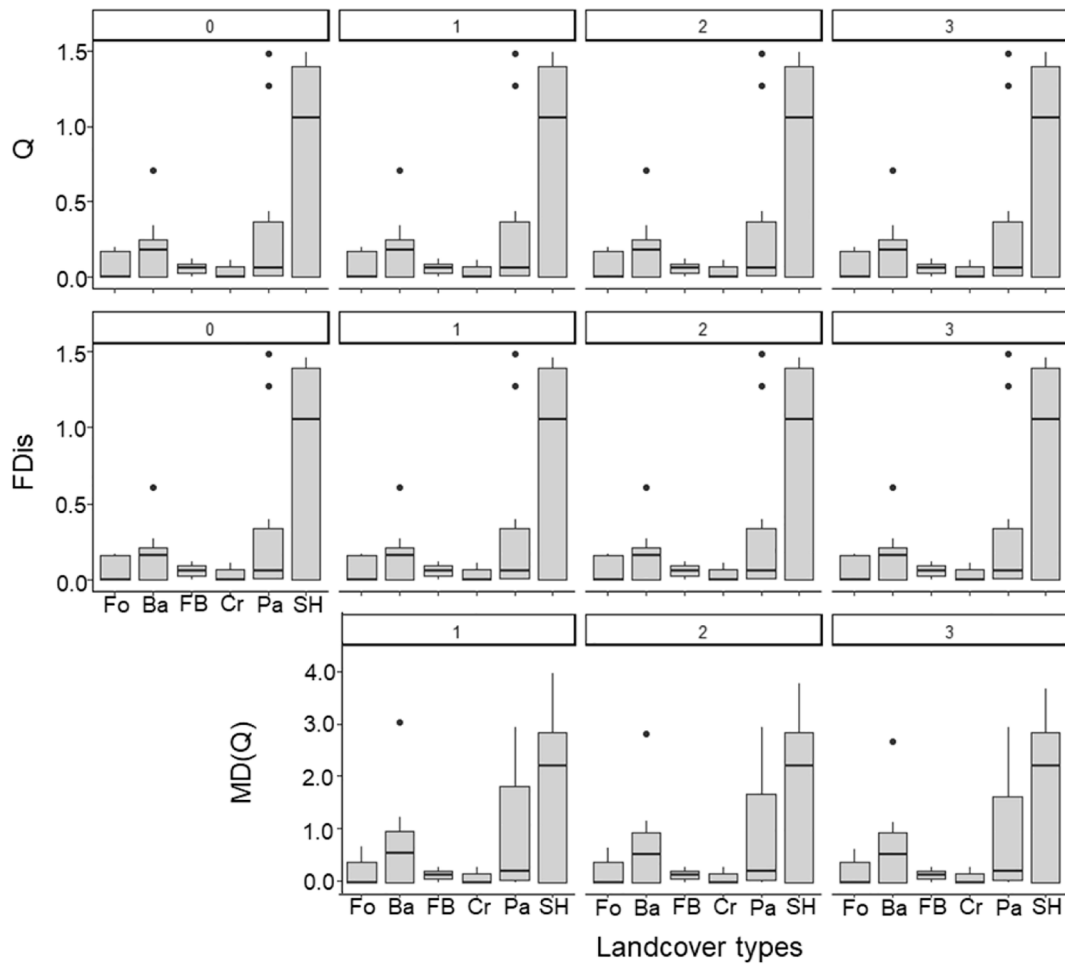 0 1 2 3
1.5
1.0
0.5
0.0
Q
0 1 2 3
1.5
1.0
0.5
0.0
FDis
Fo Ba FB Cr Pa SH
1 2 3
4.0
3.0
2.0
1.0
0.0
MD(Q)
Fo Ba FB Cr Pa SH Fo Ba FB Cr Pa SH Fo Ba FB Cr Pa SH
Landcover types